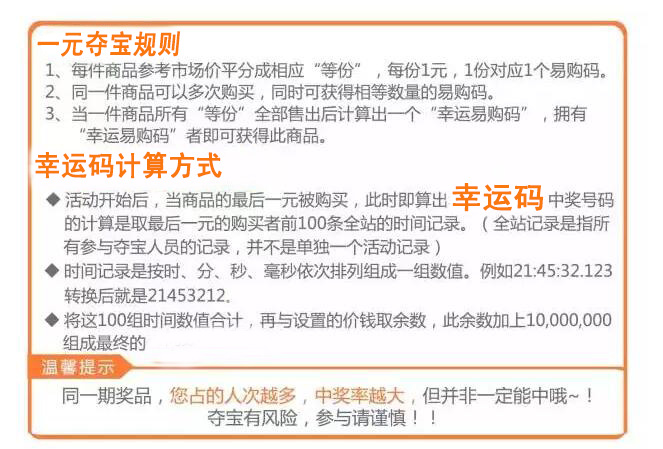 一元夺宝规则
1、每件商品参考市场价平分成相应“等份”，每份1元，1份对应1个易购码。
2、同一件商品可以多次购买，同时可获得相等数量的易购码。
3、当一件商品所有“等份”全部售出后计算出一个“幸运易购码”，拥有
“幸运易购码”者即可获得此商品。
幸运码计算方式
◆ 活动开始后，当商品的最后一元被购买，此时即算出 幸运码 中奖号码
的计算是取最后一元的购买者前100条全站的时间记录。（全站记录是指所
有参与夺宝人员的记录，并不是单独一个活动记录）
◆ 时间记录是按时、分、秒、毫秒依次排列组成一组数值。例如21:45:32.123
转换后就是21453212。
◆ 将这100组时间数值合计，再与设置的价钱取余数，此余数加上10,000,000
组成最终的
温馨提示
同一期奖品，您占的人次越多，中奖率越大，但并非一定能中哦~！
夺宝有风险，参与请谨慎！！